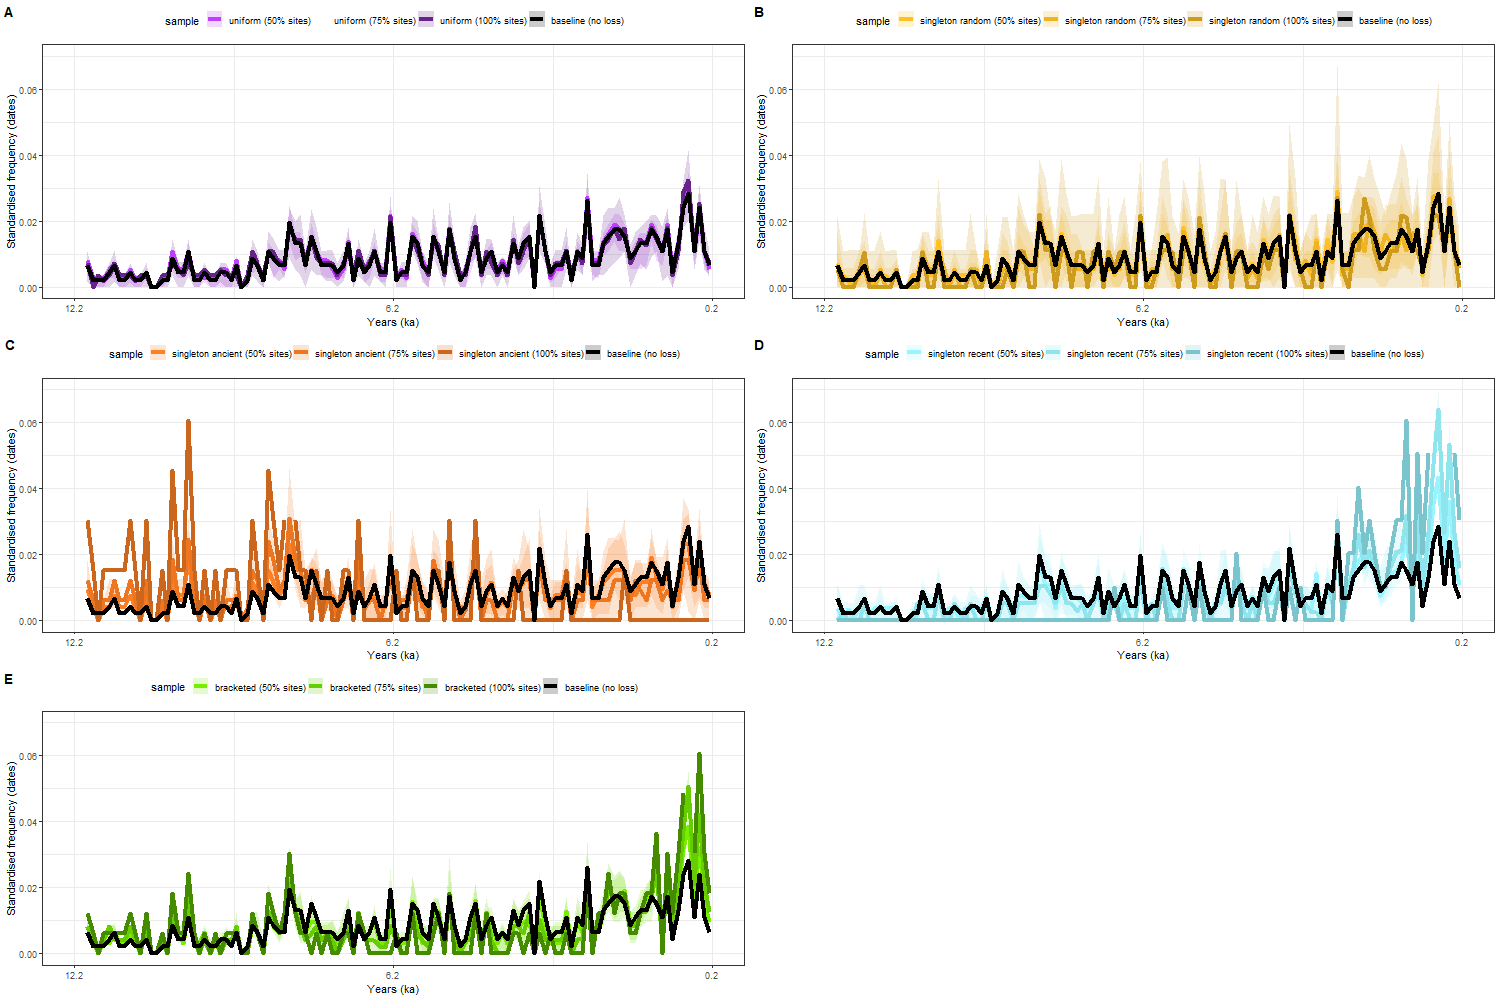 A
sample uniform (50% sites) uniform (75% sites) uniform (100% sites) baseline (no loss)
Standardised frequency (dates)
0.06
0.04
0.02
0.00
12.2 6.2 0.2
Years (ka)
B
sample singleton random (50% sites) singleton random (75% sites) singleton random (100% sites) baseline (no loss)
Standardised frequency (dates)
0.06
0.04
0.02
0.00
12.2 6.2 0.2
Years (ka)
C
sample singleton ancient (50% sites) singleton ancient (75% sites) singleton ancient (100% sites) baseline (no loss)
Standardised frequency (dates)
0.06
0.04
0.02
0.00
12.2 6.2 0.2
Years (ka)
D
sample singleton recent (50% sites) singleton recent (75% sites) singleton recent (100% sites) baseline (no loss)
Standardised frequency (dates)
0.06
0.04
0.02
0.00
12.2 6.2 0.2
Years (ka)
E
sample bracketed (50% sites) bracketed (75% sites) bracketed (100% sites) baseline (no loss)
Standardised frequency (dates)
0.06
0.04
0.02
0.00
12.2 6.2 0.2
Years (ka)